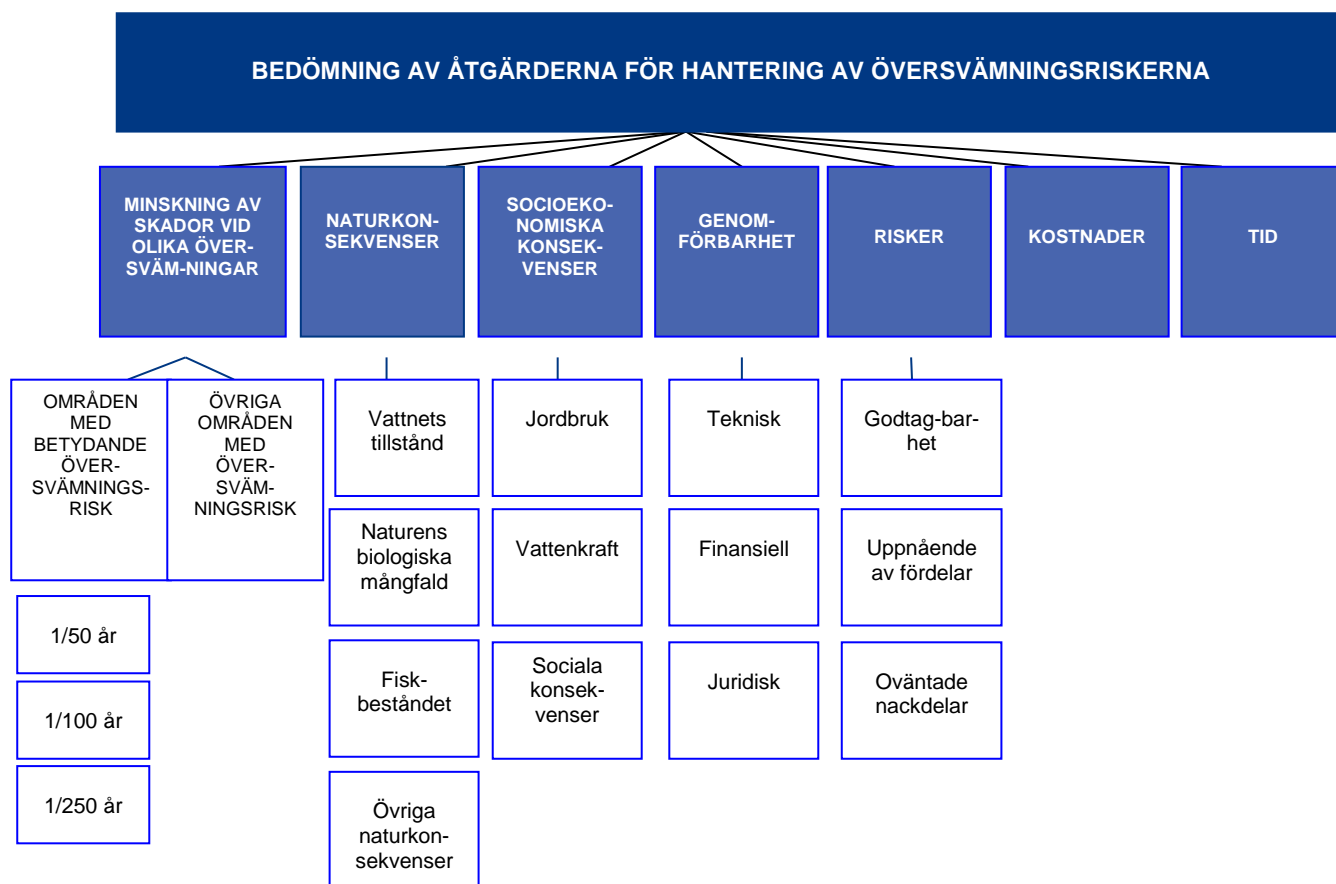 BEDÖMNING AV ÅTGÄRDERNA FÖR HANTERING AV ÖVERSVÄMNINGSRISKERNA
MINSKNING AV
SKADOR VID
OLIKA ÖVER-
SVÄM-NINGAR
NATURKON-
SEKVENSER
SOCIOEKO-
NOMISKA
KONSEK-
VENSER
GENOM-
FÖRBARHET
RISKER
KOSTNADER
TID
OMRÅDEN
MED
BETYDANDE
ÖVER-
SVÄMNINGS-
RISK
ÖVRIGA
OMRÅDEN
MED
ÖVER-
SVÄM-
NINGSRISK
1/50 år
1/100 år
1/250 år
Vattnets
tillstånd
Naturens
biologiska
mångfald
Fisk-
beståndet
Övriga
naturkon-
sekvenser
Jordbruk
Vattenkraft
Sociala
konsek-
venser
Teknisk
Finansiell
Juridisk
Godtag-bar-
het
Uppnående
av fördelar
Oväntade
nackdelar